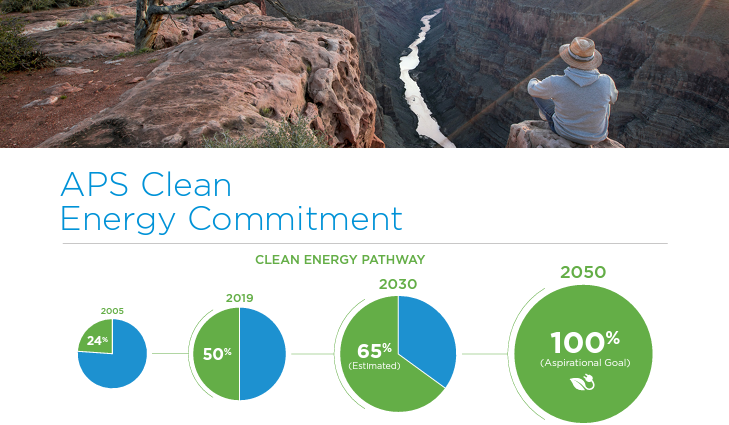 APS Clean
Energy Commitment
CLEAN ENERGY PATHWAY
2005
24%
2019
50%
2030
65%
(Estimated)
2050
100%
(Aspirational Goal)